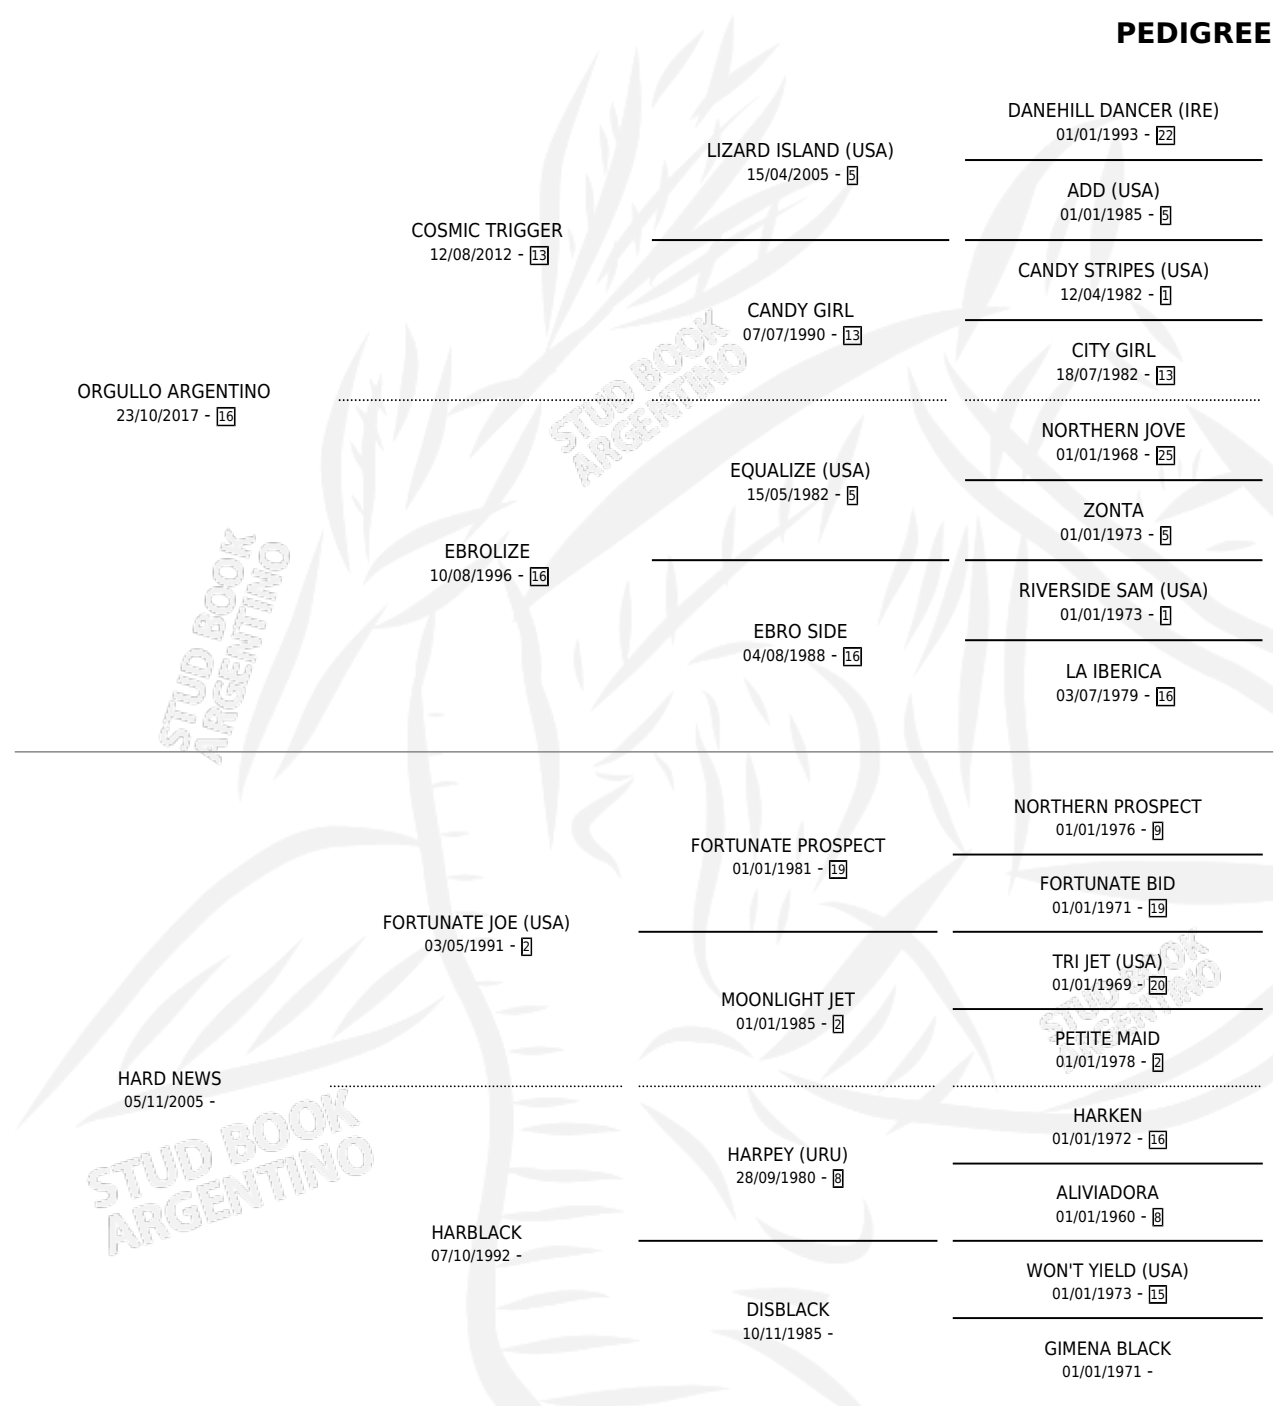 PEDIGREE
DANEHILL DANCER (IRE)
01/01/1993 - 22
LIZARD ISLAND (USA)
15/04/2005 - 5
ADD (USA)
01/01/1985 - 5
COSMIC TRIGGER
12/08/2012 - 13
CANDY STRIPES (USA)
12/04/1982 - 1
CANDY GIRL
07/07/1990 - 13
CITY GIRL
18/07/1982 - 13
ORGULLO ARGENTINO
23/10/2017 - 16
NORTHERN JOVE
01/01/1968 - 25
EQUALIZE (USA)
15/05/1982 - 5
ZONTA
01/01/1973 - 5
EBROLIZE
10/08/1996 - 16
RIVERSIDE SAM (USA)
01/01/1973 - 1
EBRO SIDE
04/08/1988 - 16
LA IBERICA
03/07/1979 - 16
STUD BOOK
ARGENTINO
STUD BOOK
ARGENTINO
NORTHERN PROSPECT
01/01/1976 - 9
FORTUNATE PROSPECT
01/01/1981 - 19
FORTUNATE BID
01/01/1971 - 19
FORTUNATE JOE (USA)
03/05/1991 - 2
TRI JET (USA)
01/01/1969 - 20
MOONLIGHT JET
01/01/1985 - 2
PETITE MAID
01/01/1978 - 2
HARD NEWS
05/11/2005 -
HARKEN
01/01/1972 - 16
HARPEY (URU)
28/09/1980 - 8
ALIVIADORA
01/01/1960 - 8
HARBLACK
07/10/1992 -
WON'T YIELD (USA)
01/01/1973 - 15
DISBLACK
10/11/1985 -
GIMENA BLACK
01/01/1971 -
STUD BOOK
ARGENTINO
STUD BOOK
ARGENTINO